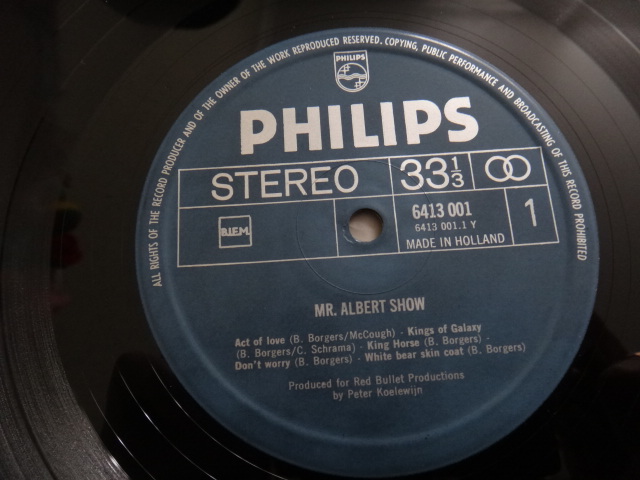 ALL RIGHTS OF THE RECORD PRODUCER AND OF THE OWNER OF THE WORK REPRODUCED RESERVED. COPYING, PUBLIC PERFORMANCE AND BROADCASTING OF THIS RECORD PROHIBITED
PHILIPS
PHILIPS
STEREO 33⅓
B.I.E.M. 6413 001 1
6413 001.1 Y
MADE IN HOLLAND
MR. ALBERT SHOW
Act of love (B. Borgers/McCough) - Kings of Galaxy
(B. Borgers/C. Schrama) - King Horse (B. Borgers) -
Don't worry (B. Borgers) - White bear skin coat (B. Borgers)
Produced for Red Bullet Productions
by Peter Koelewijn